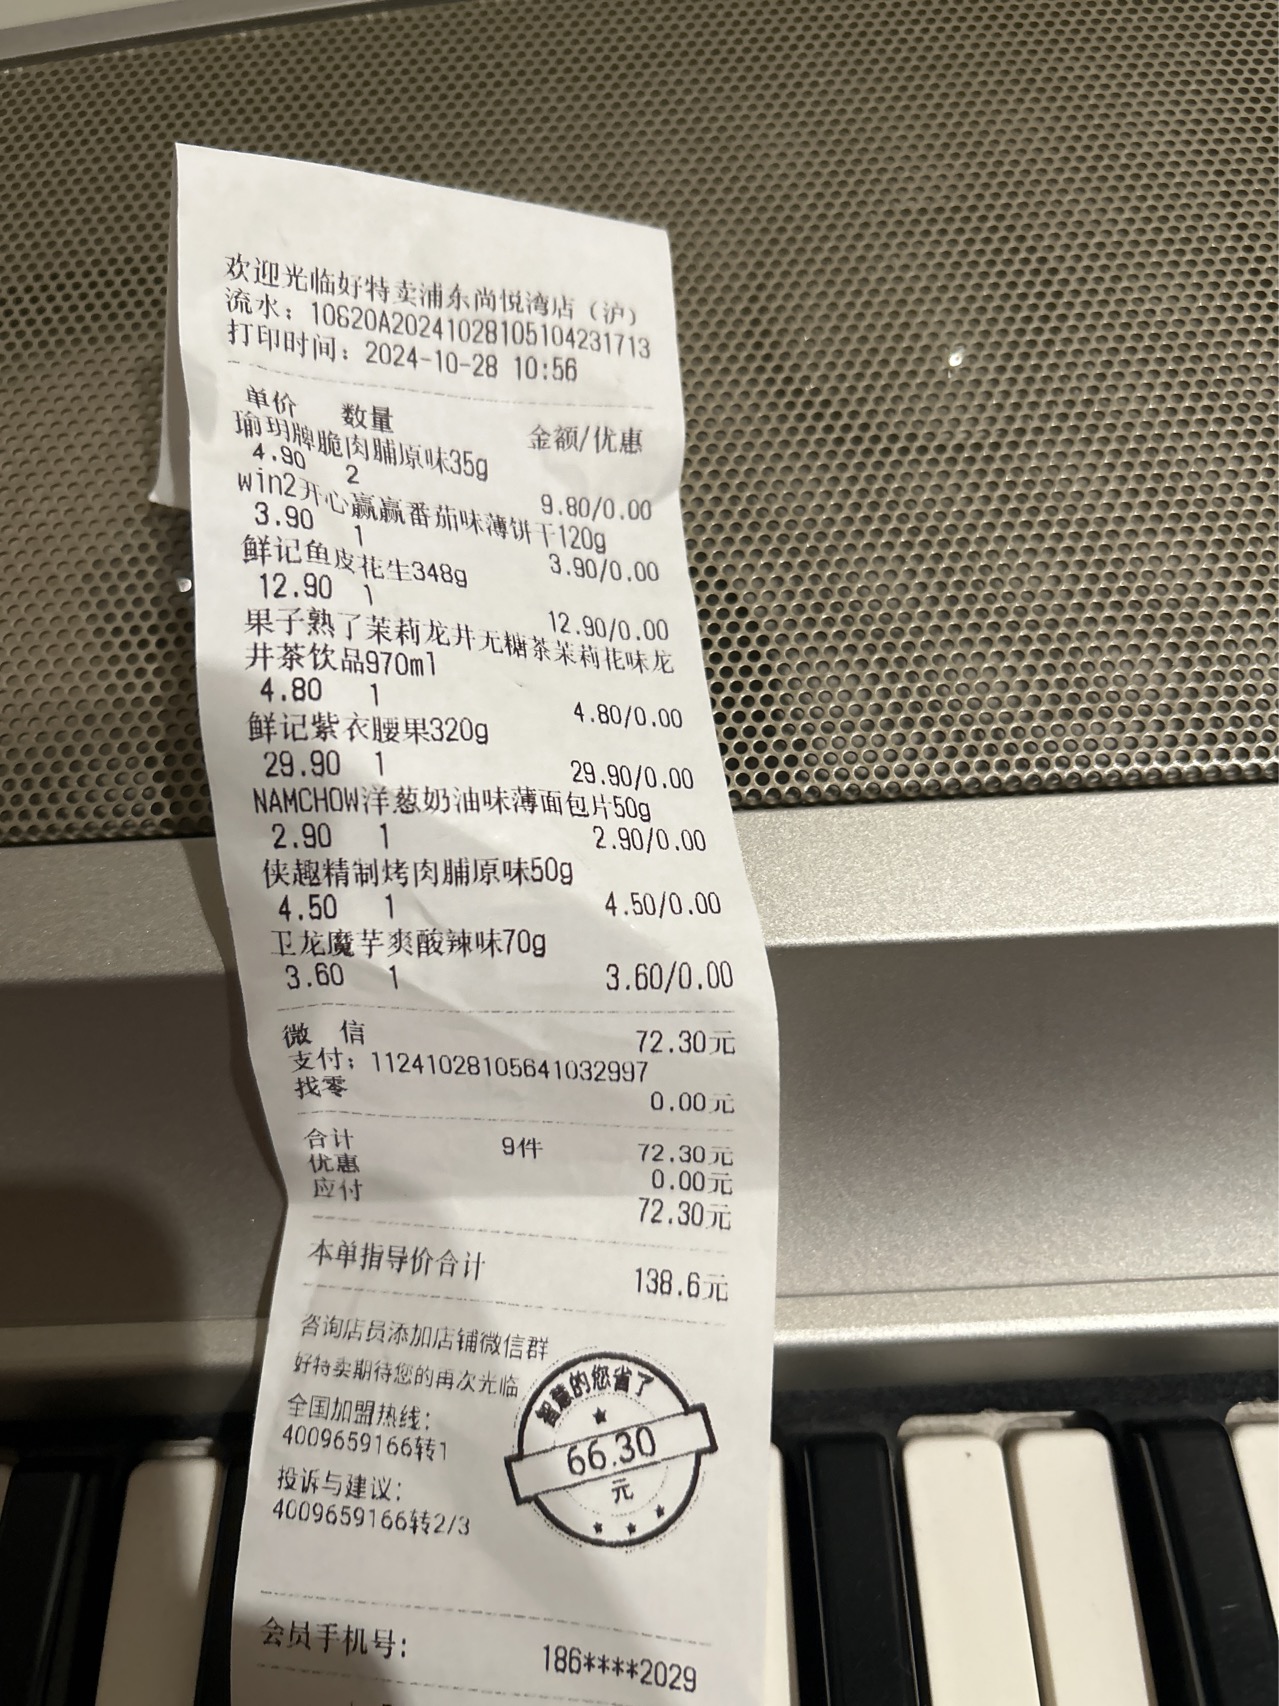 欢迎光临好特卖浦东尚悦湾店（沪）
流水：10620A20241028105104231713
打印时间：2024-10-28 10:56
单价 数量 金额/优惠
瑜玥牌脆肉脯原味35g
4.90 2 9.80/0.00
win2开心赢赢番茄味薄饼干120g
3.90 1 3.90/0.00
鲜记鱼皮花生348g
12.90 1 12.90/0.00
果子熟了茉莉龙井无糖茶茉莉花味龙
井茶饮品970ml
4.80 1 4.80/0.00
鲜记紫衣腰果320g
29.90 1 29.90/0.00
NAMCHOW洋葱奶油味薄面包片50g
2.90 1 2.90/0.00
侠趣精制烤肉脯原味50g
4.50 1 4.50/0.00
卫龙魔芋爽酸辣味70g
3.60 1 3.60/0.00
微 信 72.30元
支付：11241028105641032997
找零 0.00元
合计 9件 72.30元
优惠 0.00元
应付 72.30元
本单指导价合计 138.6元
咨询店员添加店铺微信群
好特卖期待您的再次光临
全国加盟热线：
4009659166转1
投诉与建议：
4009659166转2/3
智慧的您省了
66.30
元
会员手机号： 186****2029